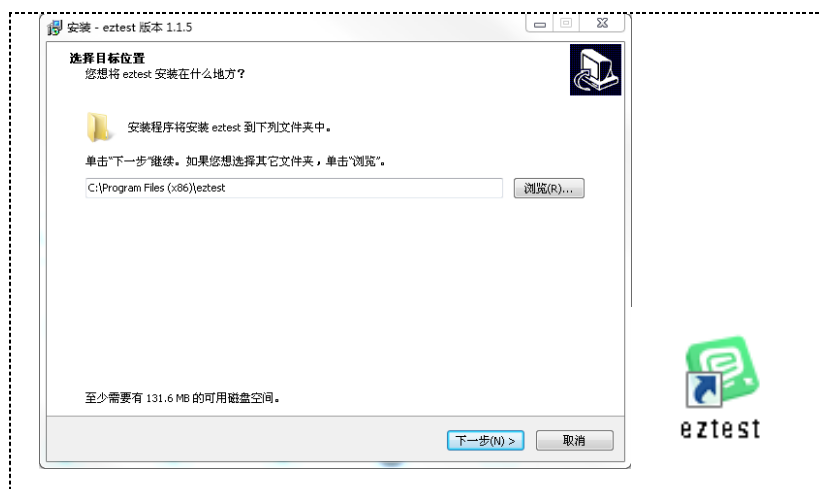 安装 - eztest 版本 1.1.5
选择目标位置
您想将 eztest 安装在什么地方?
安装程序将安装 eztest 到下列文件夹中。
单击"下一步"继续。如果您想选择其它文件夹，单击"浏览"。
C:\Program Files (x86)\eztest
浏览(R)...
至少需要有 131.6 MB 的可用磁盘空间。
下一步(N) >
取消
eztest